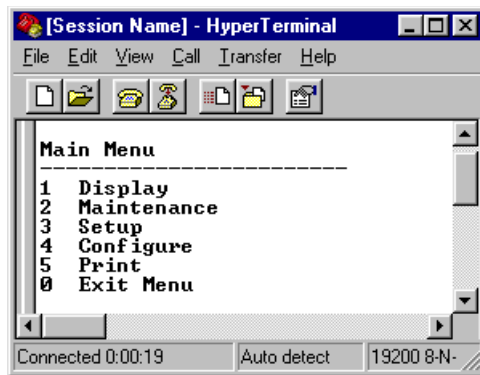 [Session Name] - HyperTerminal
File Edit View Call Transfer Help
Main Menu
-------------------------
1 Display
2 Maintenance
3 Setup
4 Configure
5 Print
0 Exit Menu
Connected 0:00:19 Auto detect 19200 8-N-